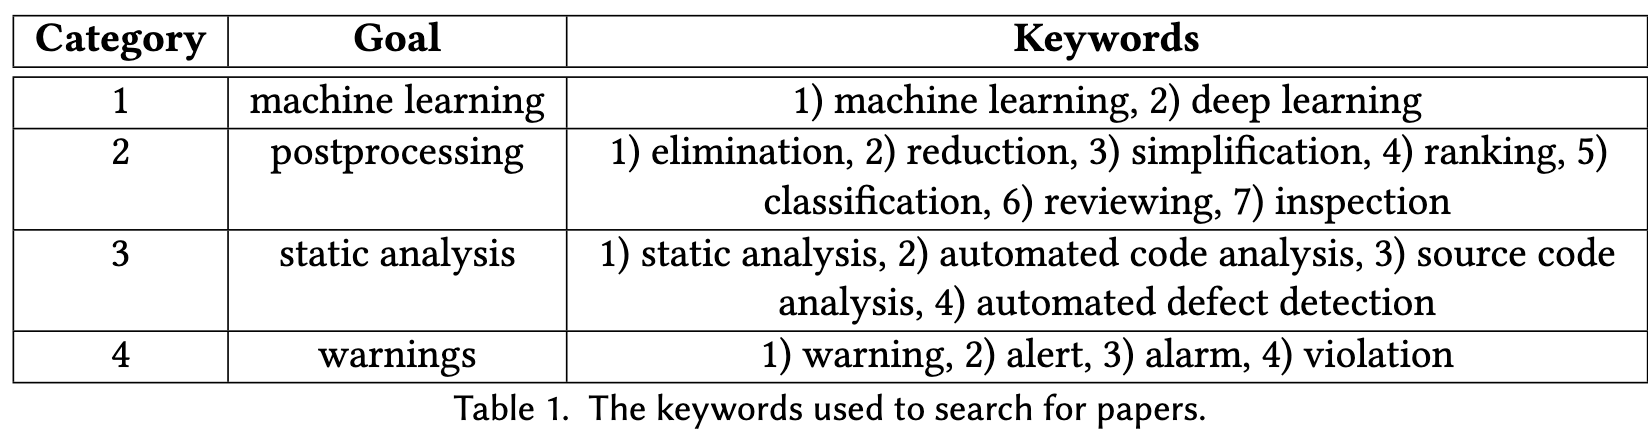 Category Goal Keywords
1 machine learning 1) machine learning, 2) deep learning
2 postprocessing 1) elimination, 2) reduction, 3) simplification, 4) ranking, 5)
classification, 6) reviewing, 7) inspection
3 static analysis 1) static analysis, 2) automated code analysis, 3) source code
analysis, 4) automated defect detection
4 warnings 1) warning, 2) alert, 3) alarm, 4) violation
Table 1. The keywords used to search for papers.